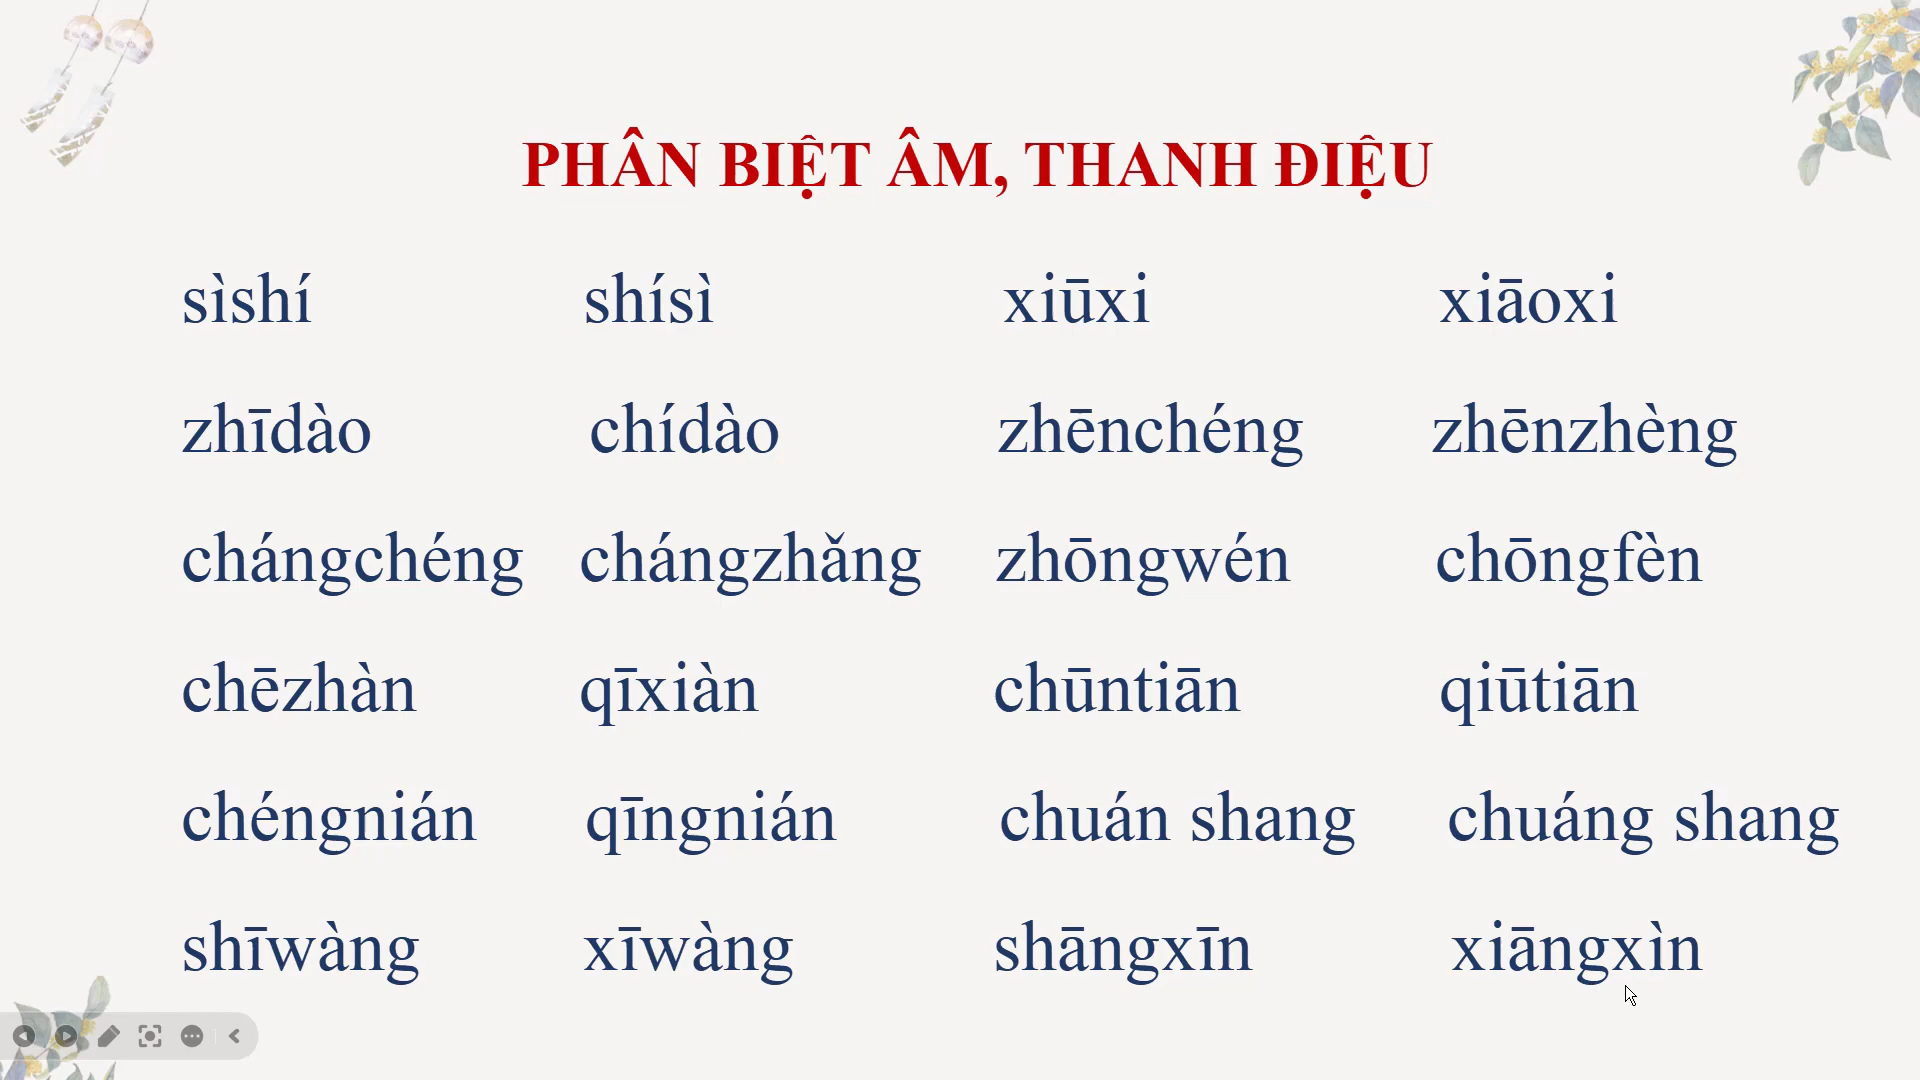 PHÂN BIỆT ÂM, THANH ĐIỆU
sìshí shísì xiūxi xiāoxi
zhīdào chídào zhēnchéng zhēnzhèng
chángchéng chángzhǎng zhōngwén chōngfèn
chēzhàn qīxiàn chūntiān qiūtiān
chéngnián qīngnián chuán shang chuáng shang
shīwàng xīwàng shāngxīn xiāngxìn